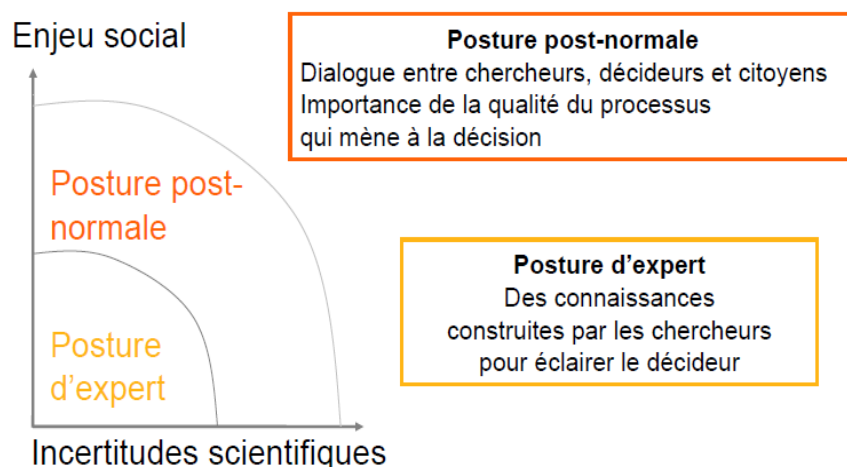 Enjeu social
Posture post-normale
Dialogue entre chercheurs, décideurs et citoyens
Importance de la qualité du processus
qui mène à la décision
Posture post-
normale
Posture d’expert
Des connaissances
construites par les chercheurs
pour éclairer le décideur
Posture
d’expert
Incertitudes scientifiques